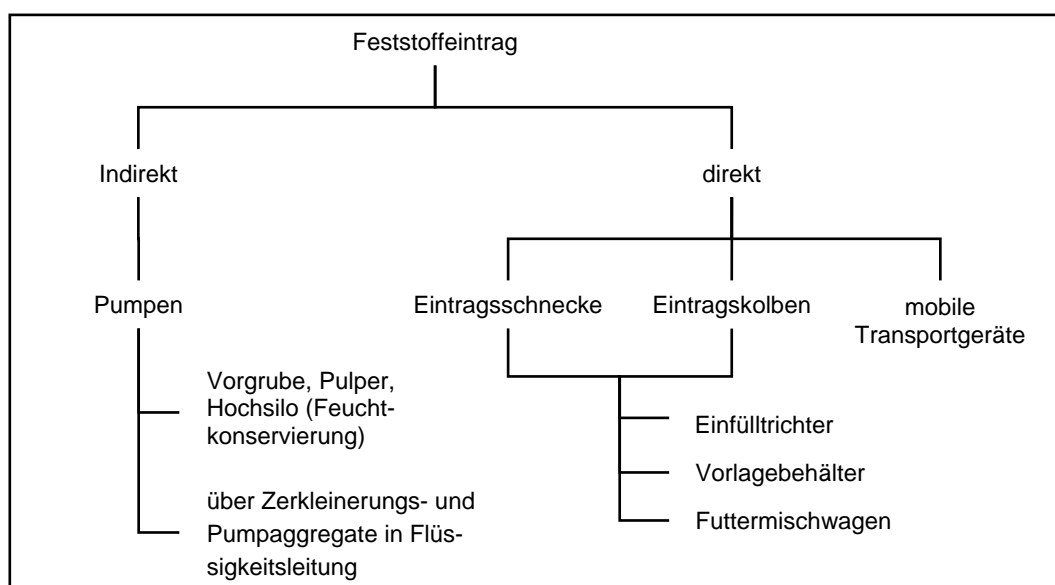 Feststoffeintrag
Indirekt
direkt
Pumpen
Eintragsschnecke
Eintragskolben
mobile
Transportgeräte
Vorgrube, Pulper,
Hochsilo (Feucht-
konservierung)
über Zerkleinerungs- und
Pumpaggregate in Flüs-
sigkeitsleitung
Einfülltrichter
Vorlagebehälter
Futtermischwagen